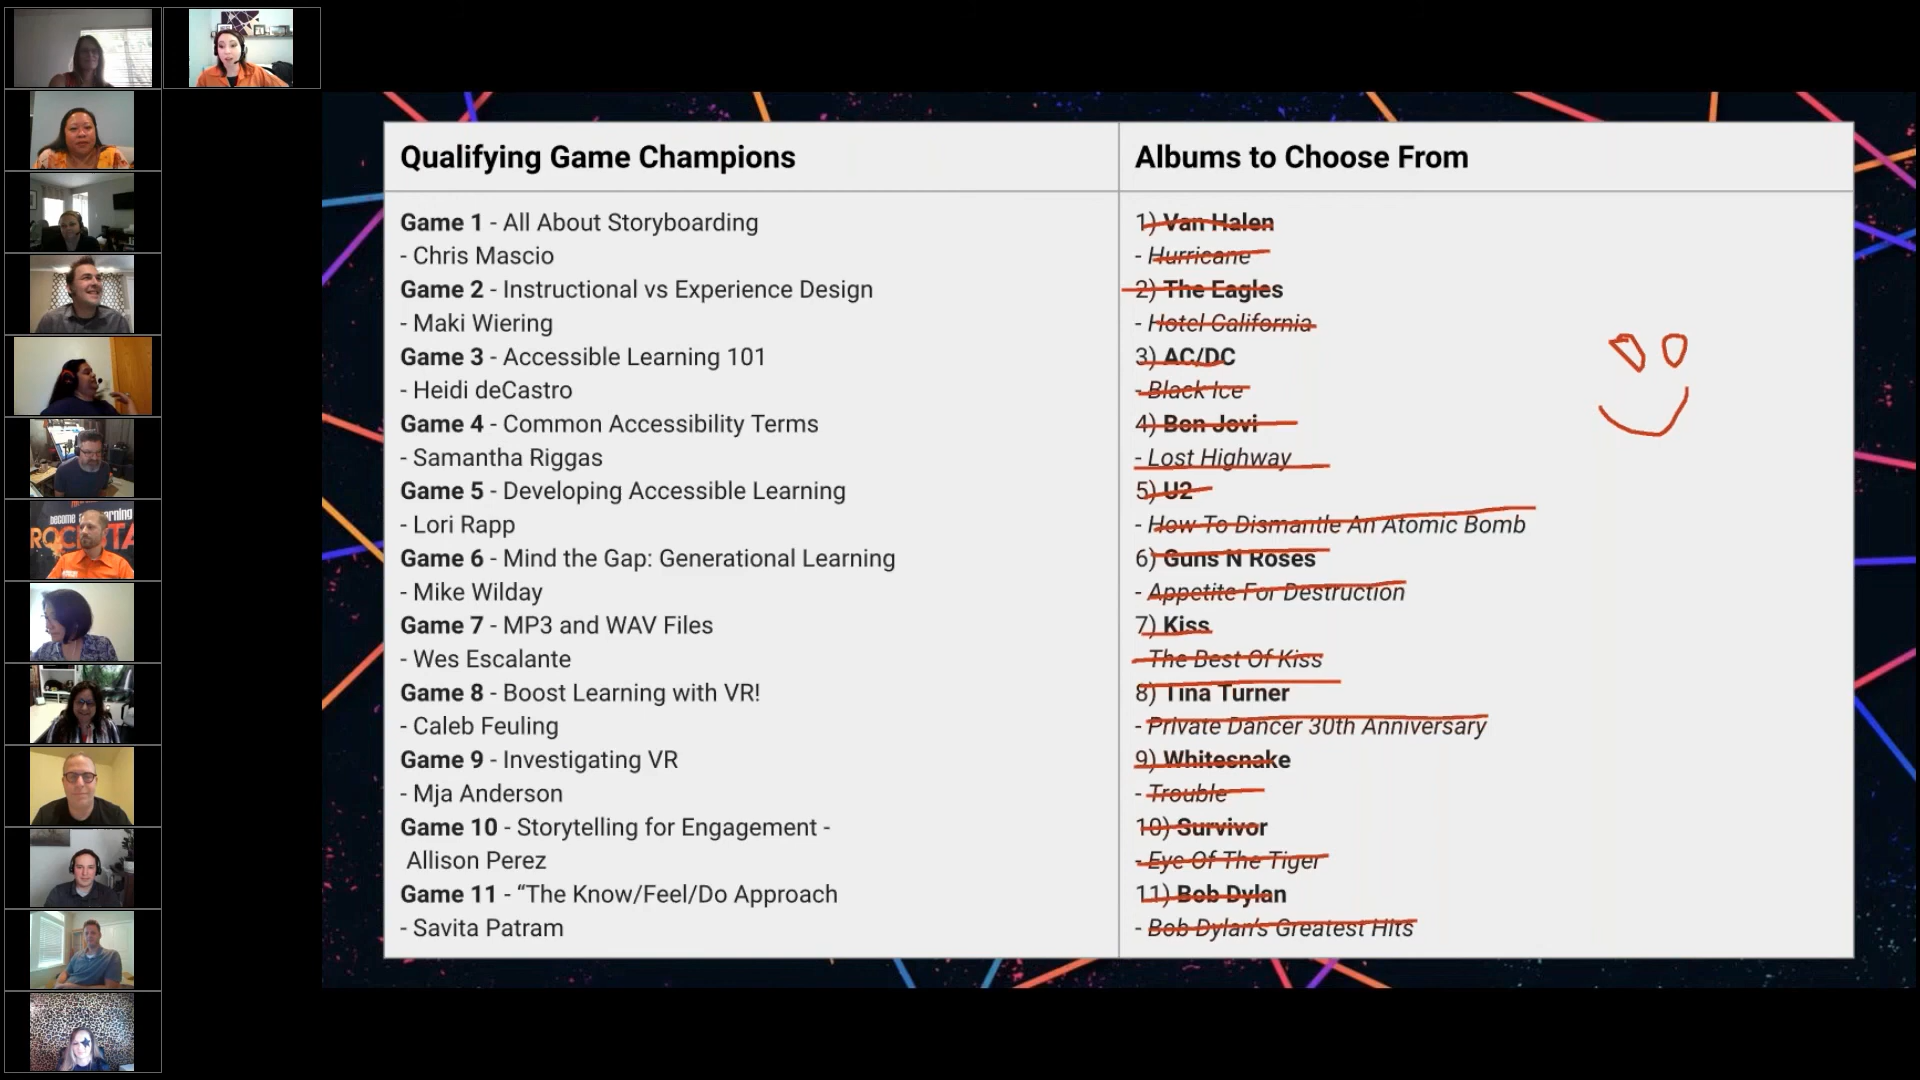 become a learning
ROCKSTA
Qualifying Game Champions
Game 1 - All About Storyboarding
- Chris Mascio
Game 2 - Instructional vs Experience Design
- Maki Wiering
Game 3 - Accessible Learning 101
- Heidi deCastro
Game 4 - Common Accessibility Terms
- Samantha Riggas
Game 5 - Developing Accessible Learning
- Lori Rapp
Game 6 - Mind the Gap: Generational Learning
- Mike Wilday
Game 7 - MP3 and WAV Files
- Wes Escalante
Game 8 - Boost Learning with VR!
- Caleb Feuling
Game 9 - Investigating VR
- Mja Anderson
Game 10 - Storytelling for Engagement -
Allison Perez
Game 11 - “The Know/Feel/Do Approach
- Savita Patram
Albums to Choose From
1) Van Halen
- Hurricane
2) The Eagles
- Hotel California
3) AC/DC
- Black Ice
4) Bon Jovi
- Lost Highway
5) U2
- How To Dismantle An Atomic Bomb
6) Guns N Roses
- Appetite For Destruction
7) Kiss
- The Best Of Kiss
8) Tina Turner
- Private Dancer 30th Anniversary
9) Whitesnake
- Trouble
10) Survivor
- Eye Of The Tiger
11) Bob Dylan
- Bob Dylan's Greatest Hits